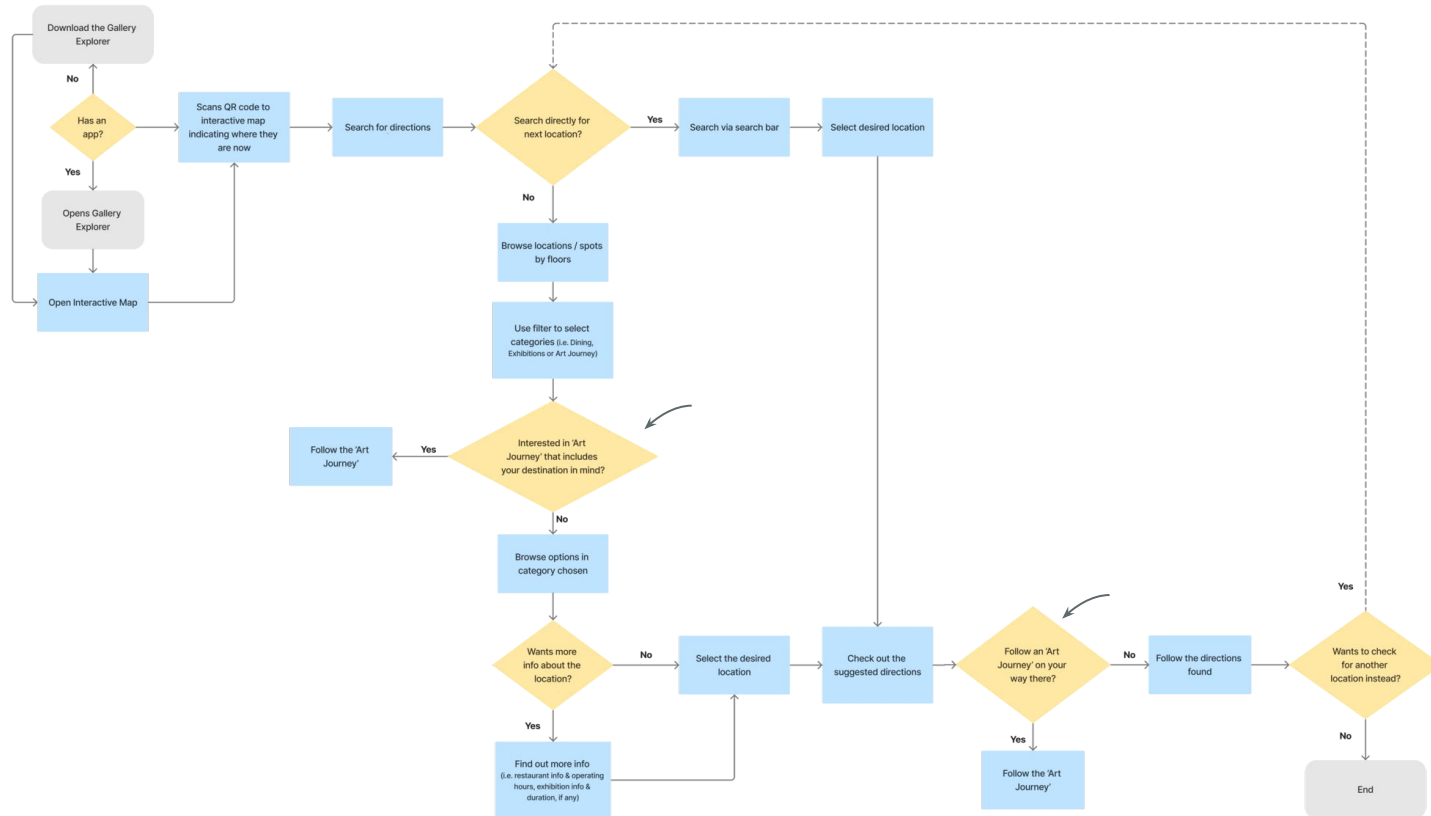 Download the Gallery
Explorer
No
Has an
app?
Yes
Opens Gallery
Explorer
Open Interactive Map
Scans QR code to
interactive map
indicating where they
are now
Search for directions
Search directly for
next location?
Yes
Search via search bar
Select desired location
No
Browse locations / spots
by floors
Use filter to select
categories (i.e. Dining,
Exhibitions or Art Journey)
Interested in 'Art
Journey' that includes
your destination in mind?
Yes
Follow the 'Art
Journey'
No
Browse options in
category chosen
Wants more
info about the
location?
No
Select the desired
location
Yes
Find out more info
(i.e. restaurant info & operating
hours, exhibition info &
duration, if any)
Check out the
suggested directions
Follow an 'Art
Journey' on your
way there?
Yes
Follow the 'Art
Journey'
No
Follow the directions
found
Wants to check
for another
location instead?
Yes
No
End